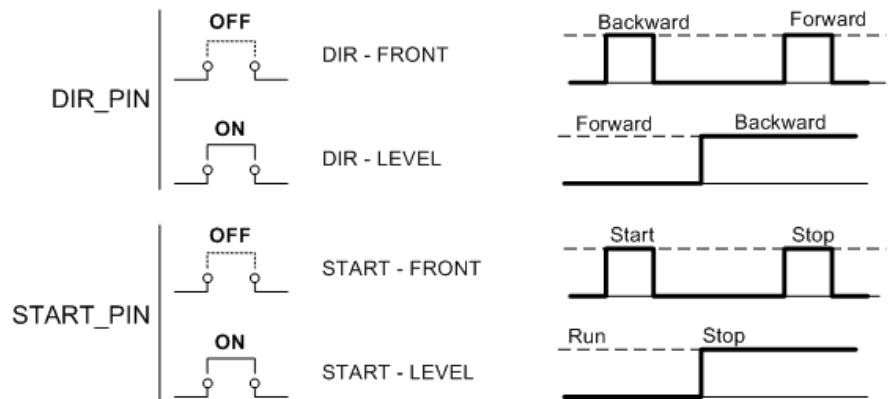 OFF
DIR - FRONT
Backward
Forward
DIR_PIN
ON
DIR - LEVEL
Forward
Backward
OFF
START - FRONT
Start
Stop
START_PIN
ON
START - LEVEL
Run
Stop